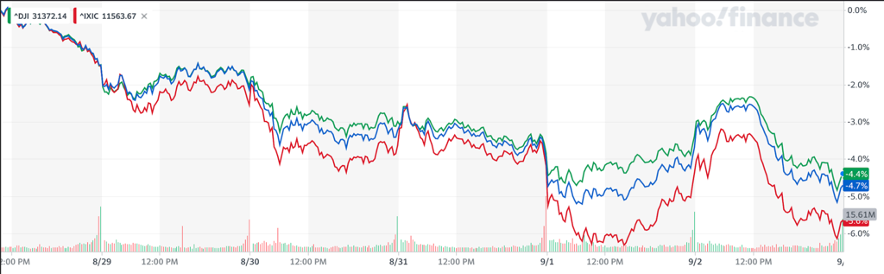 ^DJI 31372.14 ^IXIC 11563.67 ×
yahoo!finance
0.0%
-1.0%
-2.0%
-3.0%
-4.0%
-4.4%
-4.7%
-5.0%
15.61M
-6.0%
2:00 PM 8/29 12:00 PM 8/30 12:00 PM 8/31 12:00 PM 9/1 12:00 PM 9/2 12:00 PM 9/